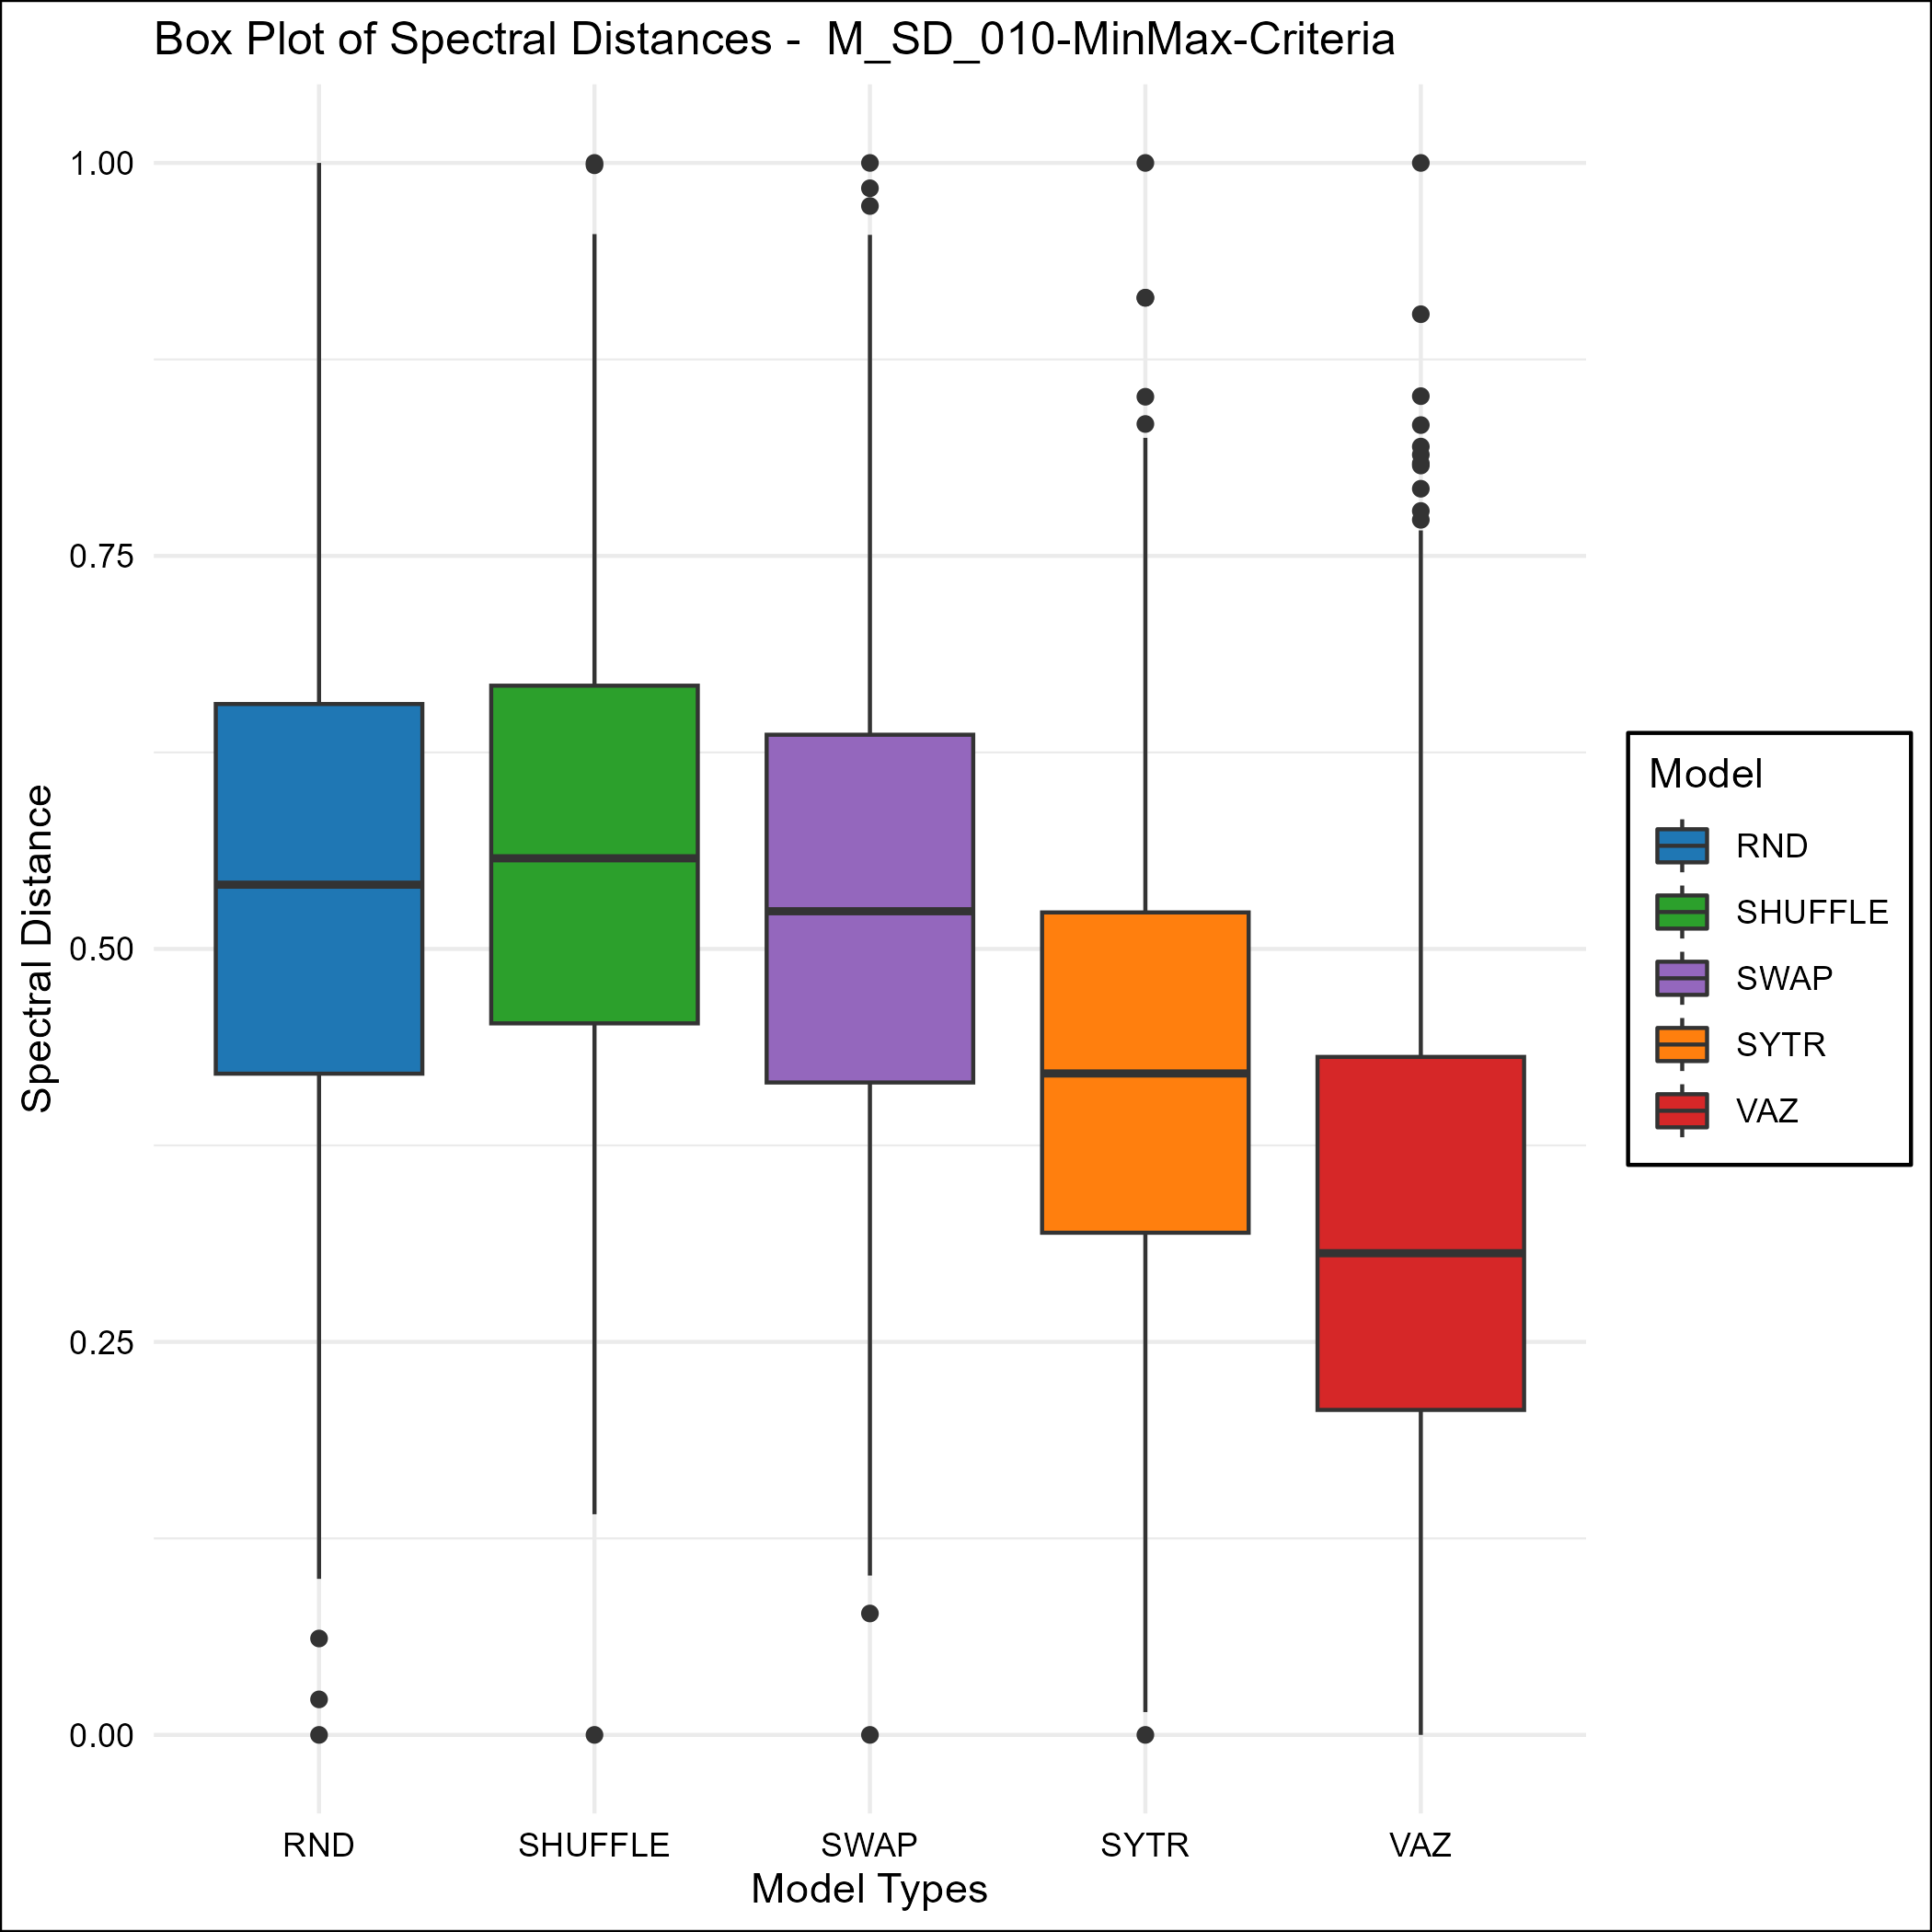 Box Plot of Spectral Distances -  M_SD_010-MinMax-Criteria
Spectral Distance
1.00
0.75
0.50
0.25
0.00
RND
SHUFFLE
SWAP
SYTR
VAZ
Model Types
Model
RND
SHUFFLE
SWAP
SYTR
VAZ